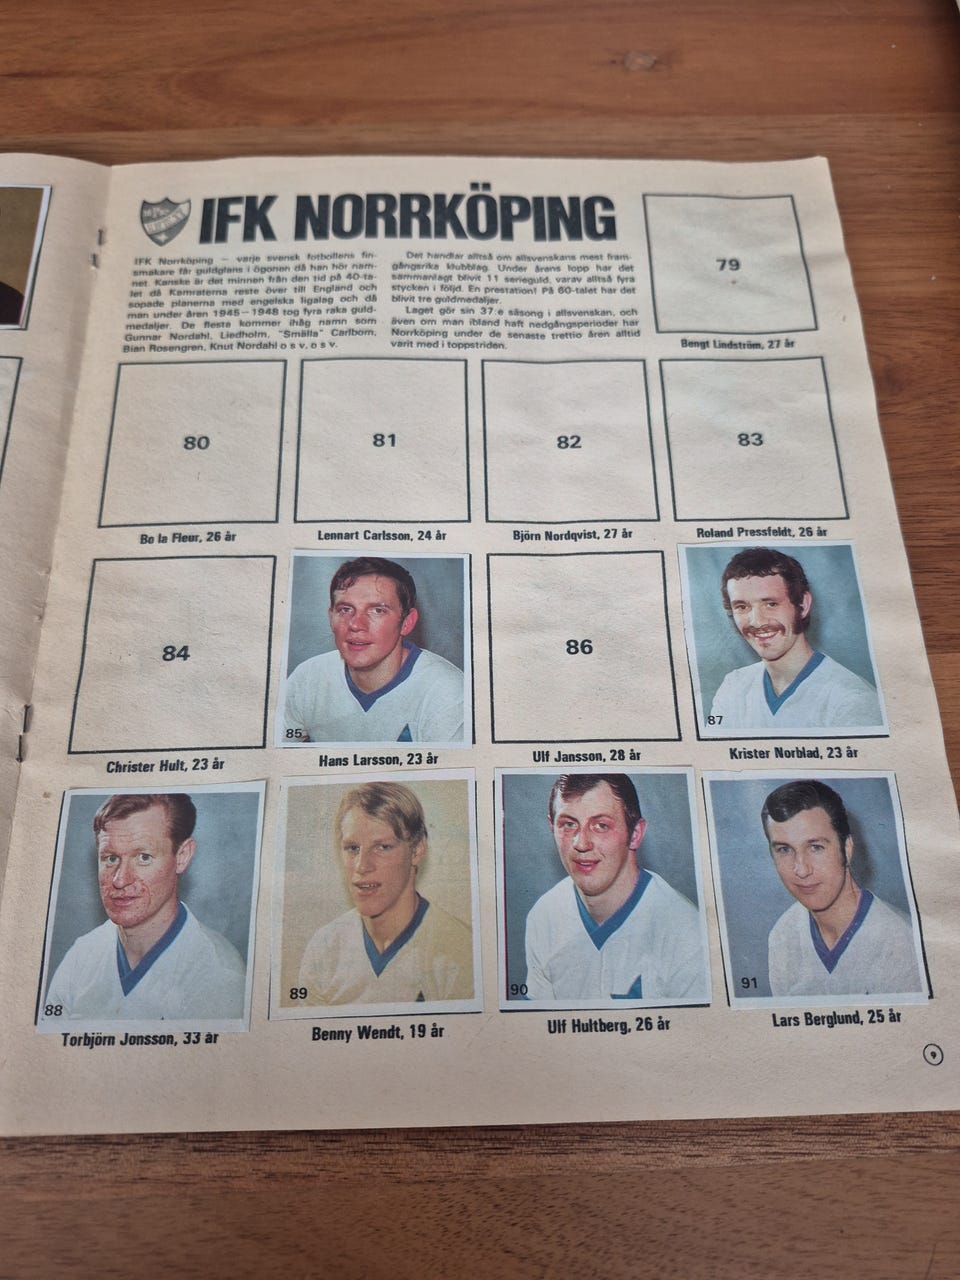 IFK NORRKÖPING
IFK Norrköping – varje svensk fotbollens fin-
smakare får guldglans i ögonen då han hör nam-
net. Kanske är det minnen från den tid på 40-ta-
let då Kamraterna reste över till England och
sopade planerna med engelska ligalag och då
man under åren 1945–1948 tog fyra raka guld-
medaljer. De flesta kommer ihåg namn som
Gunnar Nordahl, Liedholm, "Smålla" Carlbom,
Bian Rosengren, Knut Nordahl o s v, o s v.
Det handlar alltså om allsvenskans mest fram-
gångsrika klubblag. Under årens lopp har det
sammanlagt blivit 11 serieguld, varav alltså fyra
stycken i följd. En prestation! På 60-talet har det
blivit tre guldmedaljer.
Laget gör sin 37:e säsong i allsvenskan, och
även om man ibland haft nedgångsperioder har
Norrköping under de senaste trettio åren alltid
varit med i toppstriden.
79
Bengt Lindström, 27 år
80
81
82
83
Bo la Fleur, 26 år
Lennart Carlsson, 24 år
Björn Nordqvist, 27 år
Roland Pressfeldt, 26 år
84
85
86
87
Christer Hult, 23 år
Hans Larsson, 23 år
Ulf Jansson, 28 år
Krister Norblad, 23 år
88
89
90
91
Torbjörn Jonsson, 33 år
Benny Wendt, 19 år
Ulf Hultberg, 26 år
Lars Berglund, 25 år
9